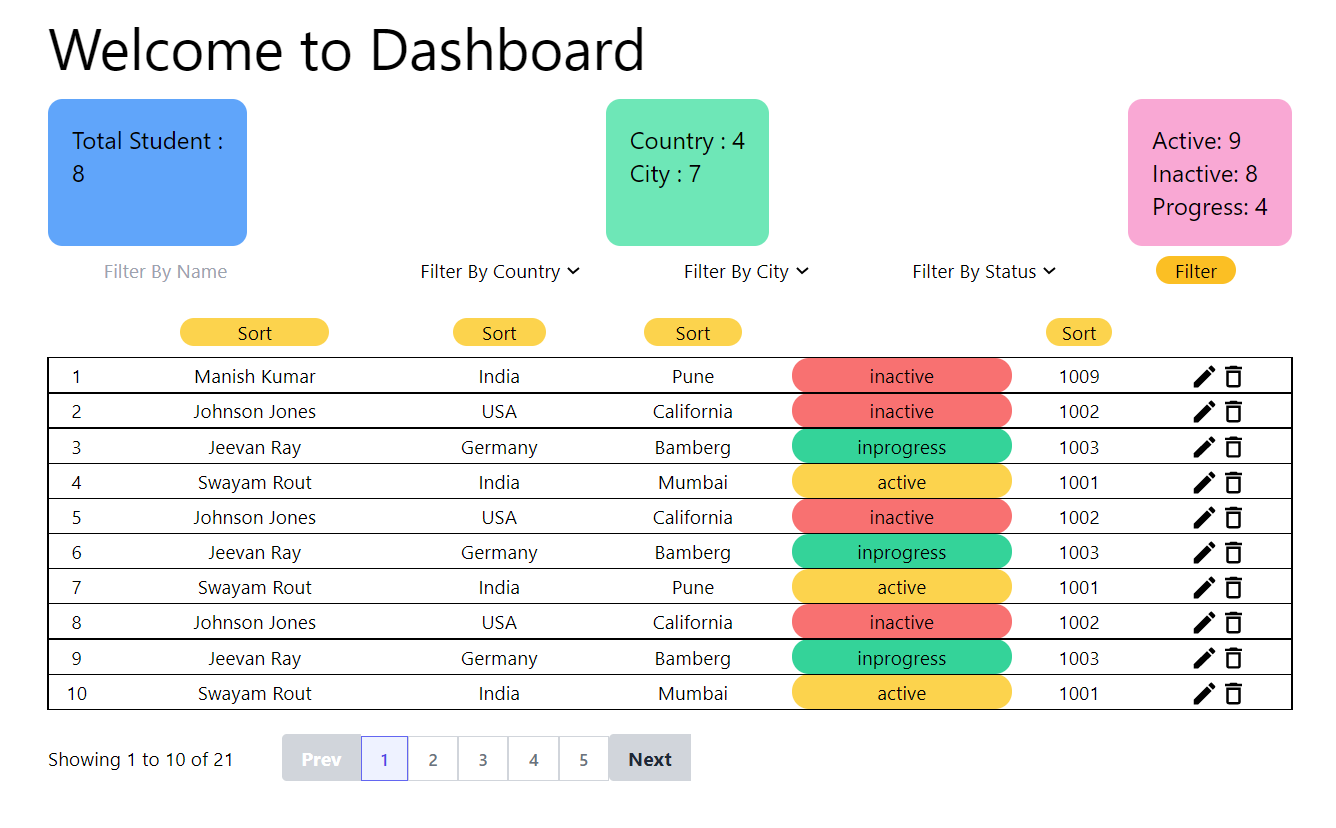 Welcome to Dashboard
Total Student :
8
Country : 4
City : 7
Active: 9
Inactive: 8
Progress: 4
Filter By Name Filter By Country Filter By City Filter By Status Filter
Sort Sort Sort Sort
1 Manish Kumar India Pune inactive 1009
2 Johnson Jones USA California inactive 1002
3 Jeevan Ray Germany Bamberg inprogress 1003
4 Swayam Rout India Mumbai active 1001
5 Johnson Jones USA California inactive 1002
6 Jeevan Ray Germany Bamberg inprogress 1003
7 Swayam Rout India Pune active 1001
8 Johnson Jones USA California inactive 1002
9 Jeevan Ray Germany Bamberg inprogress 1003
10 Swayam Rout India Mumbai active 1001
Showing 1 to 10 of 21 Prev 1 2 3 4 5 Next